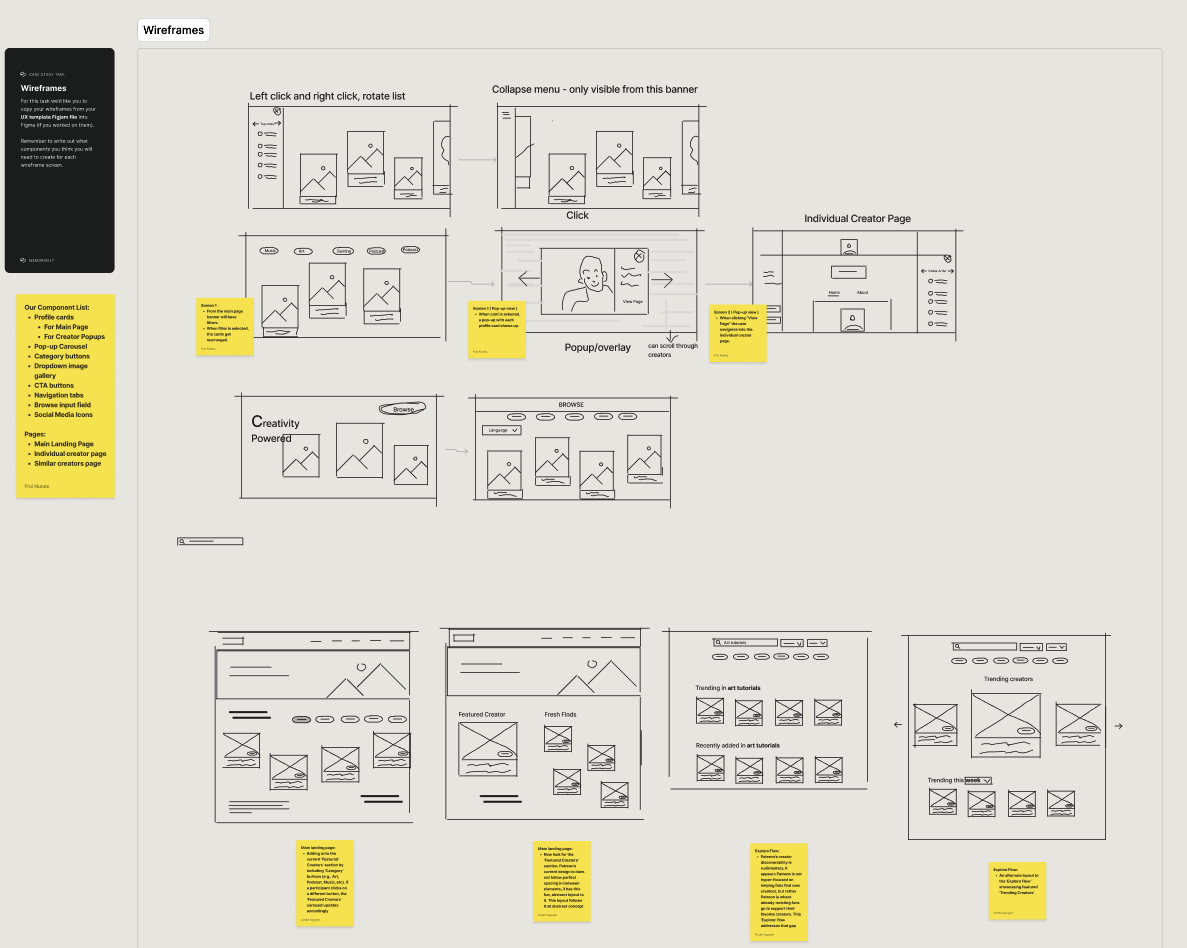 Wireframes
CASE STUDY TASK
Wireframes
For this task we'd like you to
copy your wireframes from your
UX template Figjam file into
Figma (if you worked on them).
Remember to write out what
components you think you will
need to create for each
wireframe screen.
MEMORISELY
Our Component List:
Profile cards
For Main Page
For Creator Popups
Pop-up Carousel
Category buttons
Dropdown image
gallery
CTA buttons
Navigation tabs
Browse input field
Social Media Icons
Pages:
Main Landing Page
Individual creator page
Similar creators page
Froi Nunez
Left click and right click, rotate list
Collapse menu - only visible from this banner
Click
Individual Creator Page
Music
Art
Gaming
Podcast
Podcast
View Page
Home
About
Screen 1
From the main page
banner will have
filters.
When filter is selected,
the cards get
rearranged.
Froi Nunez
Screen 1 ( Pop-up view )
When card is selected,
a pop-up with each
profile card shows up.
Froi Nunez
Screen 2 ( Pop-up view )
When clicking "View
Page" the user
navigates into the
individual creator
page.
Froi Nunez
Popup/overlay
can scroll through
creators
Creativity
Powered
Browse
BROWSE
Language
Featured Creator
Fresh Finds
Art tutorials
Trending in art tutorials
Recently added in art tutorials
Trending creators
Trending this week
Main landing page:
Adding onto the
current 'Featured
Creators' section by
including 'Category'
buttons (e.g., Art,
Podcast, Music, etc). If
a participant clicks on
a different button, the
'Featured Creators'
carousel updates
accordingly
Main landing page:
New look for the
'Featured Creators'
section. Patreon's
current design is does
not follow perfect
spacing in between
elements, it has this
fun, abstract layout to
it. This layout follows
that abstract concept
Explore Flow:
Patreon's creator
discoverability is
rudimentary. It
appears Patreon is not
hyper-focused on
helping fans find new
creators, but rather
Patreon is where
already existing fans
go to support their
favorite creators. This
'Explore' Flow
addresses that gap
Explore Flow:
An alternate layout to
the 'Explore Flow'
showcasing featured
'Trending Creators'